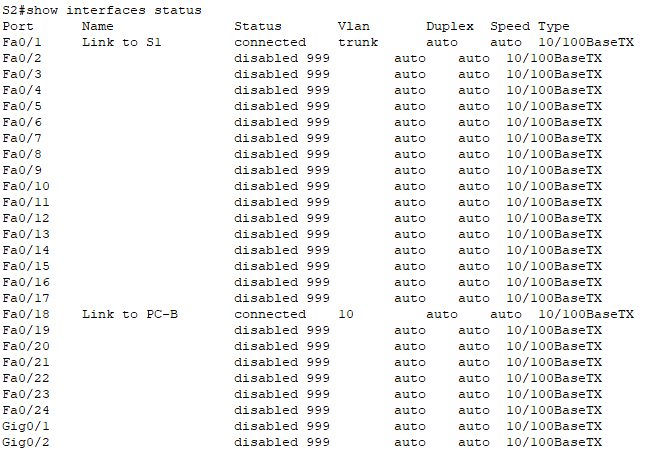 S2#show interfaces status
Port      Name               Status       Vlan       Duplex  Speed Type
Fa0/1     Link to S1         connected    trunk      auto    auto  10/100BaseTX
Fa0/2                        disabled 999        auto    auto  10/100BaseTX
Fa0/3                        disabled 999        auto    auto  10/100BaseTX
Fa0/4                        disabled 999        auto    auto  10/100BaseTX
Fa0/5                        disabled 999        auto    auto  10/100BaseTX
Fa0/6                        disabled 999        auto    auto  10/100BaseTX
Fa0/7                        disabled 999        auto    auto  10/100BaseTX
Fa0/8                        disabled 999        auto    auto  10/100BaseTX
Fa0/9                        disabled 999        auto    auto  10/100BaseTX
Fa0/10                       disabled 999        auto    auto  10/100BaseTX
Fa0/11                       disabled 999        auto    auto  10/100BaseTX
Fa0/12                       disabled 999        auto    auto  10/100BaseTX
Fa0/13                       disabled 999        auto    auto  10/100BaseTX
Fa0/14                       disabled 999        auto    auto  10/100BaseTX
Fa0/15                       disabled 999        auto    auto  10/100BaseTX
Fa0/16                       disabled 999        auto    auto  10/100BaseTX
Fa0/17                       disabled 999        auto    auto  10/100BaseTX
Fa0/18    Link to PC-B       connected    10         auto    auto  10/100BaseTX
Fa0/19                       disabled 999        auto    auto  10/100BaseTX
Fa0/20                       disabled 999        auto    auto  10/100BaseTX
Fa0/21                       disabled 999        auto    auto  10/100BaseTX
Fa0/22                       disabled 999        auto    auto  10/100BaseTX
Fa0/23                       disabled 999        auto    auto  10/100BaseTX
Fa0/24                       disabled 999        auto    auto  10/100BaseTX
Gig0/1                       disabled 999        auto    auto  10/100BaseTX
Gig0/2                       disabled 999        auto    auto  10/100BaseTX